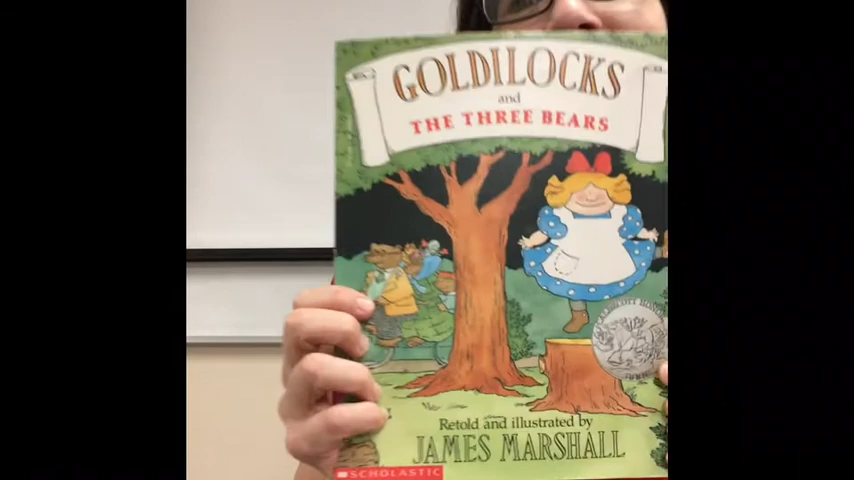 GOLDILOCKS
and
THE THREE BEARS
Retold and illustrated by
JAMES MARSHALL
SCHOLASTIC